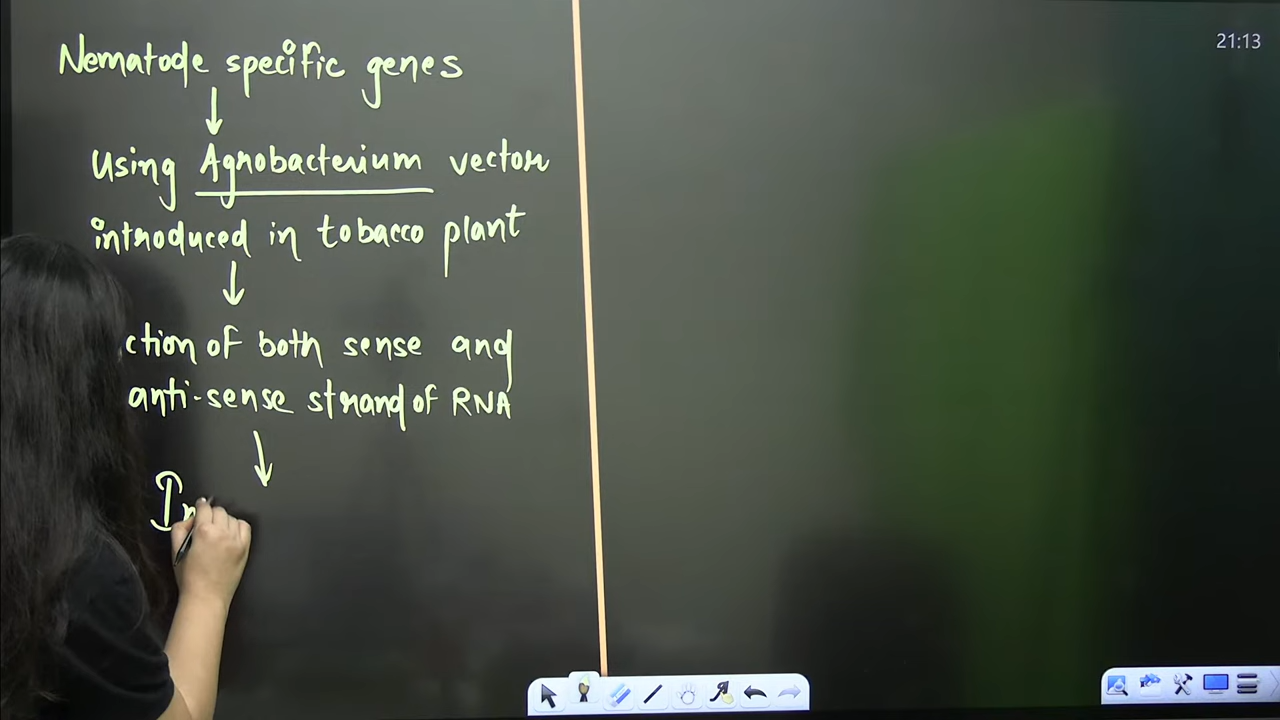 Nematode specific genes
Using Agrobacterium vector
introduced in tobacco plant
ction of both sense and
anti-sense strand of RNA
In
21:13